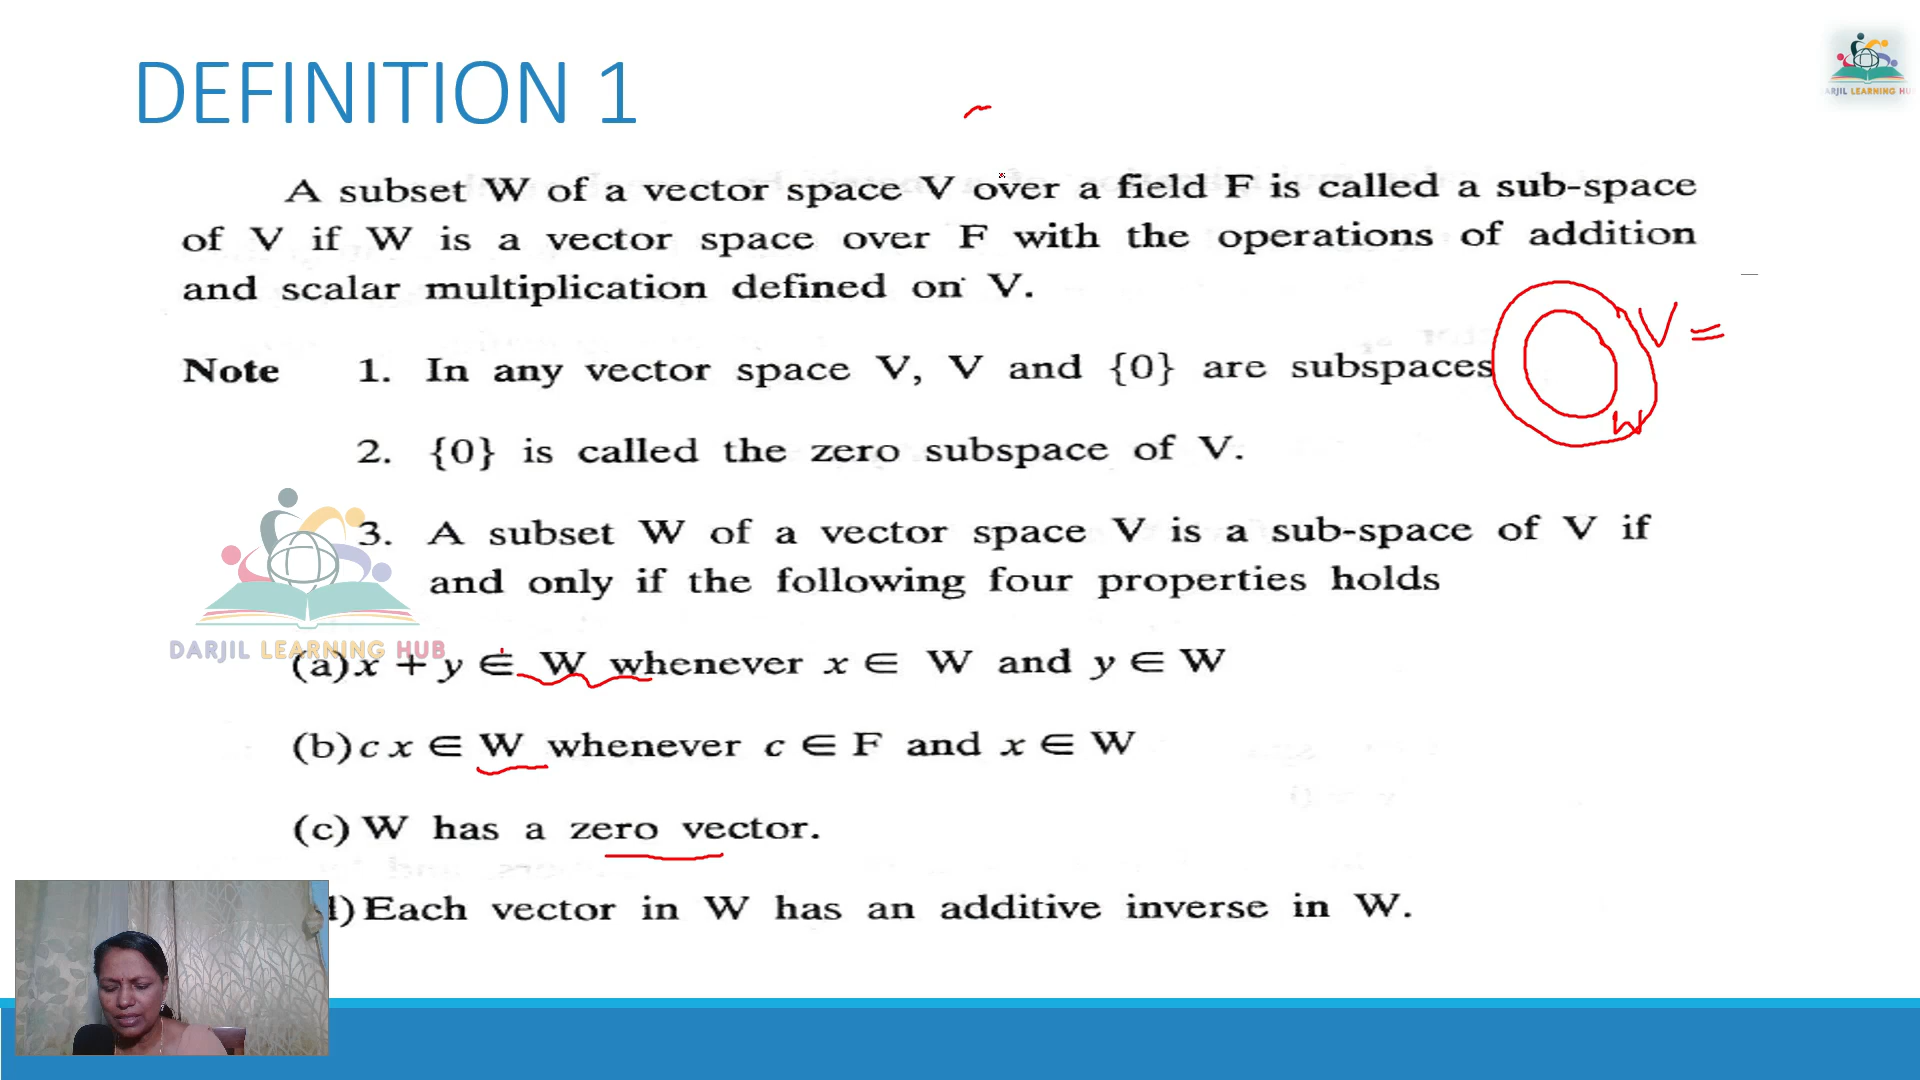 DEFINITION 1
DARJIL LEARNING HUB
A subset W of a vector space V over a field F is called a sub-space
of V if W is a vector space over F with the operations of addition
and scalar multiplication defined on V.
V =
Note 1. In any vector space V, V and {0} are subspaces
W
2. {0} is called the zero subspace of V.
3. A subset W of a vector space V is a sub-space of V if
and only if the following four properties holds
DARJIL LEARNING HUB
(a) x + y ∈ W whenever x ∈ W and y ∈ W
(b) c x ∈ W whenever c ∈ F and x ∈ W
(c) W has a zero vector.
) Each vector in W has an additive inverse in W.